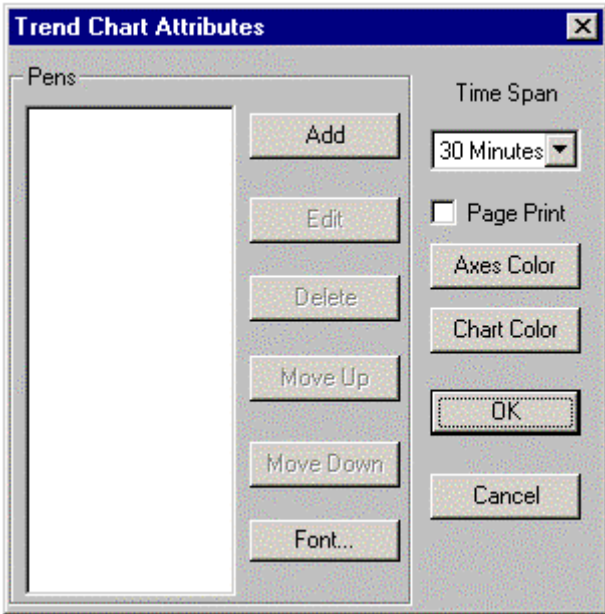 Trend Chart Attributes
Pens
Add
Edit
Delete
Move Up
Move Down
Font...
Time Span
30 Minutes
Page Print
Axes Color
Chart Color
OK
Cancel